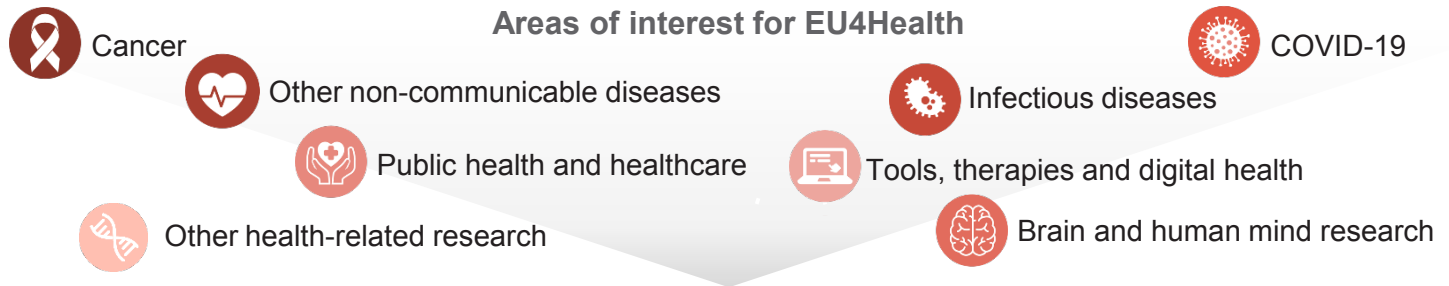 Areas of interest for EU4Health
Cancer
COVID-19
Other non-communicable diseases
Infectious diseases
Public health and healthcare
Tools, therapies and digital health
Other health-related research
Brain and human mind research